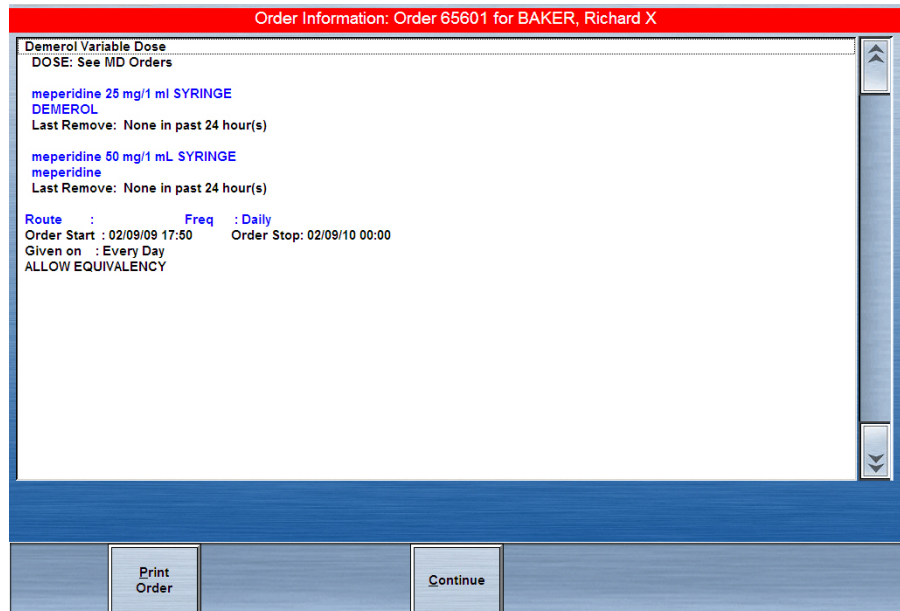 Order Information: Order 65601 for BAKER, Richard X
Demerol Variable Dose
DOSE: See MD Orders
meperidine 25 mg/1 ml SYRINGE
DEMEROL
Last Remove: None in past 24 hour(s)
meperidine 50 mg/1 mL SYRINGE
meperidine
Last Remove: None in past 24 hour(s)
Route : Freq : Daily
Order Start : 02/09/09 17:50 Order Stop: 02/09/10 00:00
Given on : Every Day
ALLOW EQUIVALENCY
Print
Order
Continue